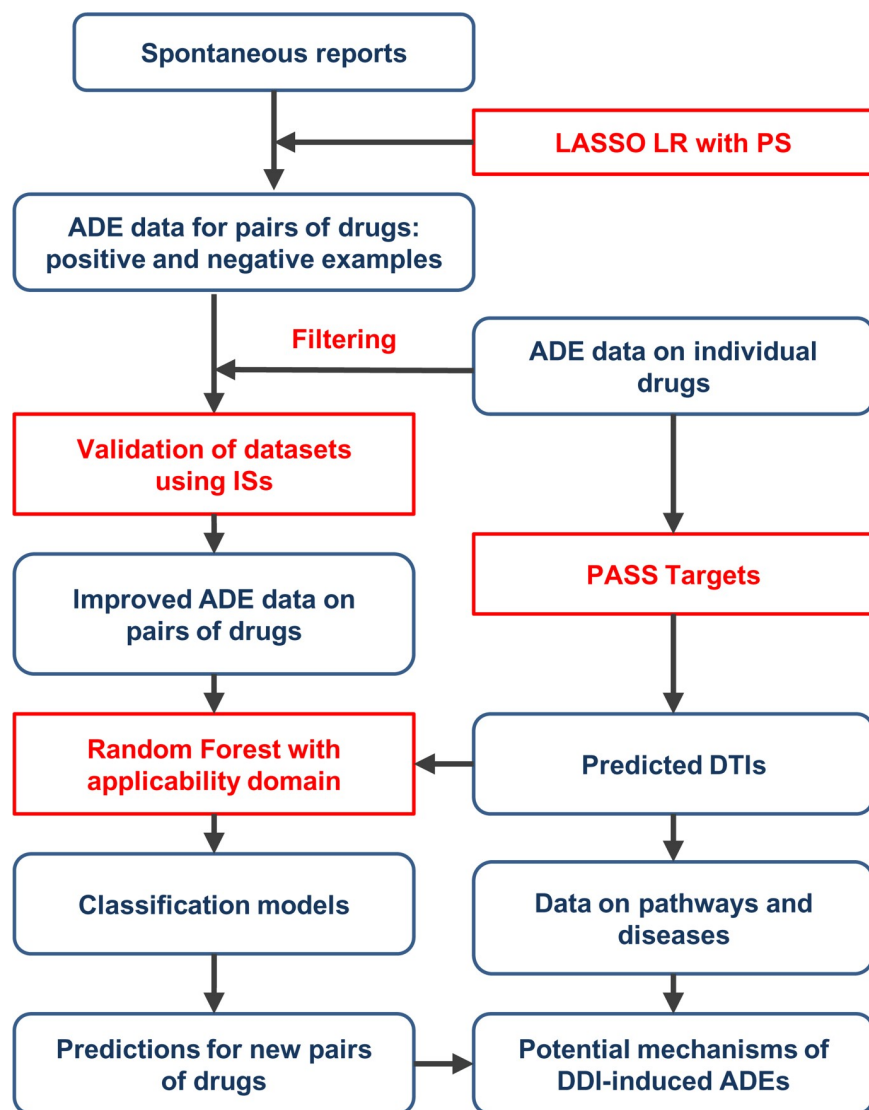 Spontaneous reports
LASSO LR with PS
ADE data for pairs of drugs:
positive and negative examples
Filtering
ADE data on individual
drugs
Validation of datasets
using ISs
PASS Targets
Improved ADE data on
pairs of drugs
Random Forest with
applicability domain
Predicted DTIs
Classification models
Data on pathways and
diseases
Predictions for new pairs
of drugs
Potential mechanisms of
DDI-induced ADEs